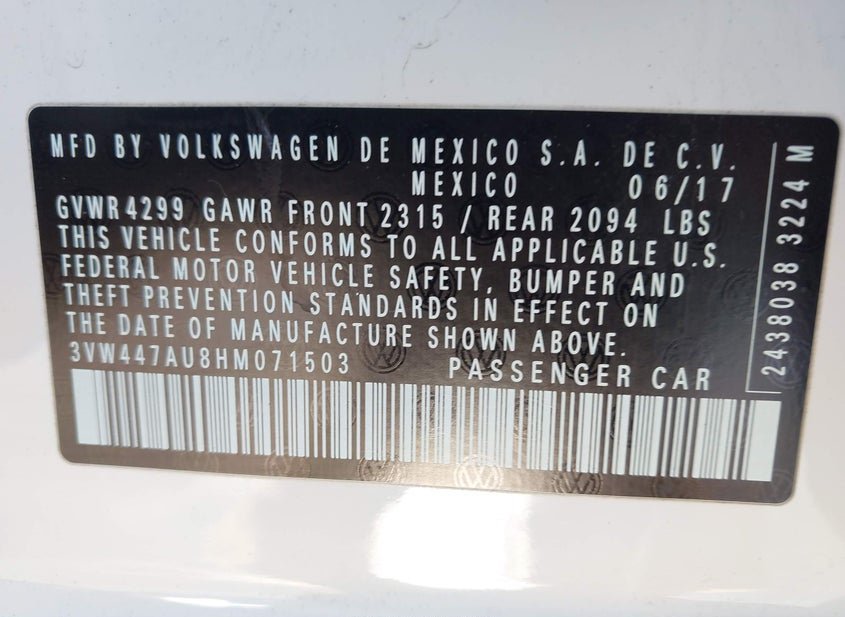 MFD BY VOLKSWAGEN DE MEXICO S.A. DE C.V.
MEXICO 06/17
GVWR 4299 GAWR FRONT 2315 / REAR 2094 LBS
THIS VEHICLE CONFORMS TO ALL APPLICABLE U.S.
FEDERAL MOTOR VEHICLE SAFETY, BUMPER AND
THEFT PREVENTION STANDARDS IN EFFECT ON
THE DATE OF MANUFACTURE SHOWN ABOVE.
3VW447AU8HM071503 PASSENGER CAR
2438038 3224 M